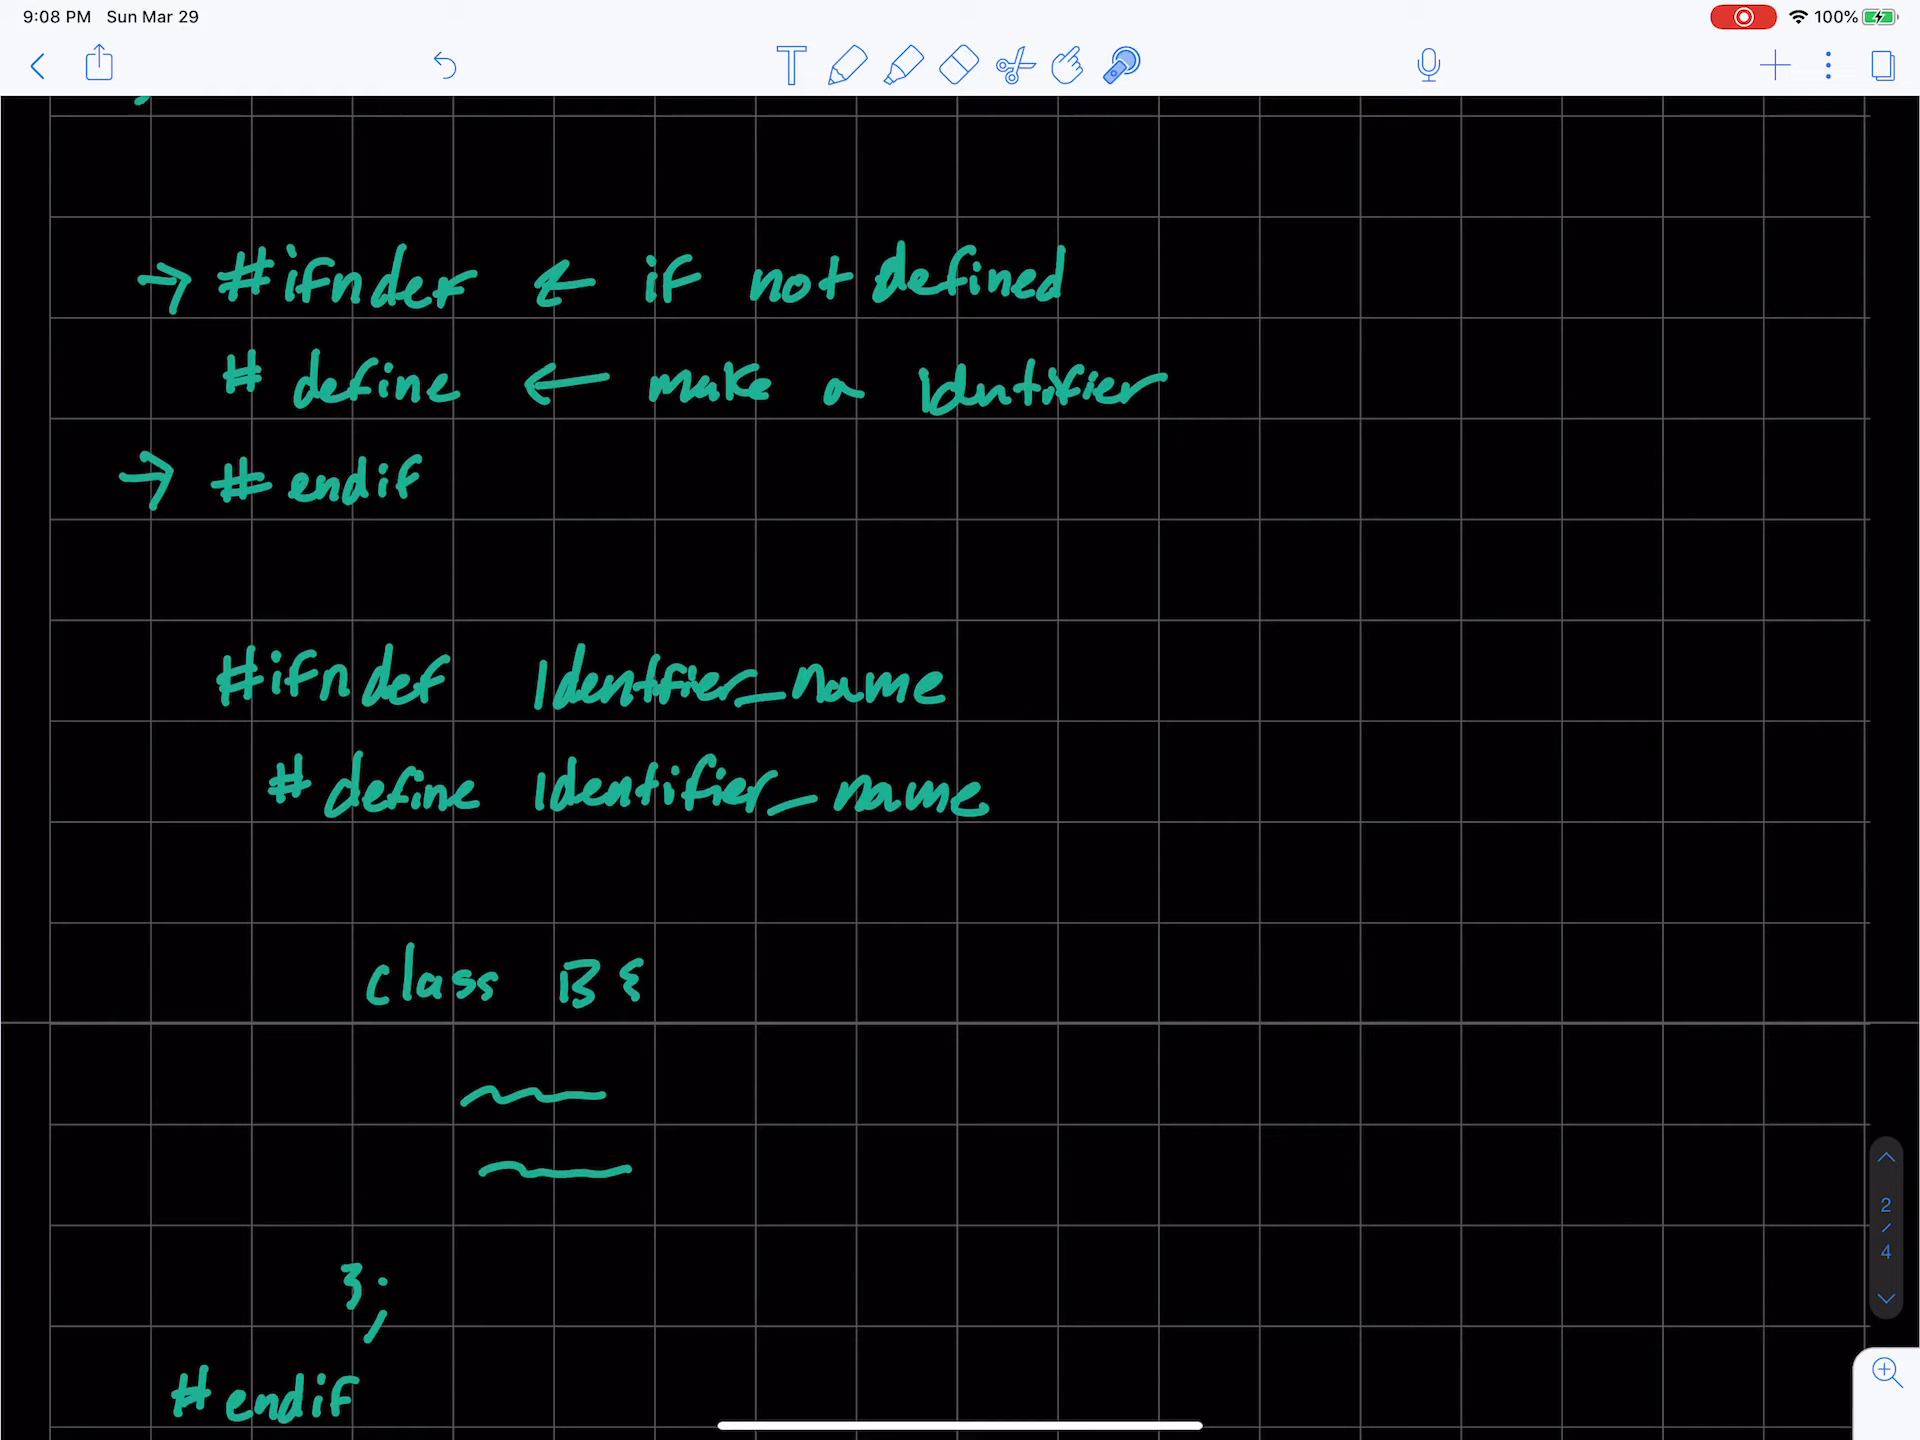 9:08 PM Sun Mar 29 100%
→ #ifndef ← if not defined
# define ← make a Identifier
→ #endif
#ifndef Identifier_name
# define Identifier_name
class B {
};
#endif
2
/
4